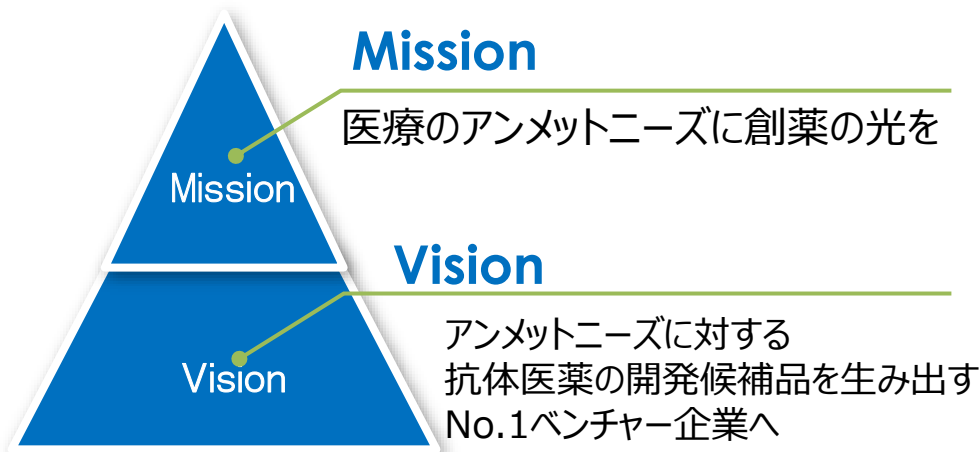 Mission
医療のアンメットニーズに創薬の光を
Mission
Vision
アンメットニーズに対する
抗体医薬の開発候補品を生み出す
No.1ベンチャー企業へ
Vision